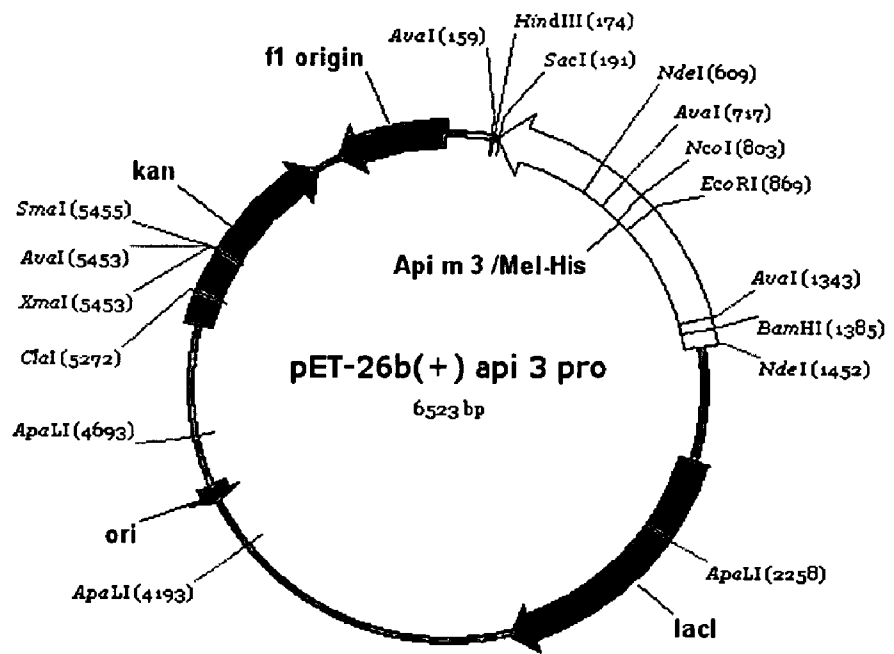 AvaI(159)
HindIII(174)
SacI(191)
f1 origin
NdeI(609)
AvaI(717)
NcoI(803)
EcoRI(869)
kan
SmaI(5455)
AvaI(5453)
XmaI(5453)
ClaI(5272)
Api m 3 /Mel-His
AvaI(1343)
BamHI(1385)
NdeI(1452)
pET-26b(+) api 3 pro
6523 bp
ApaLI(4693)
ori
ApaLI(4193)
ApaLI(2258)
lacI